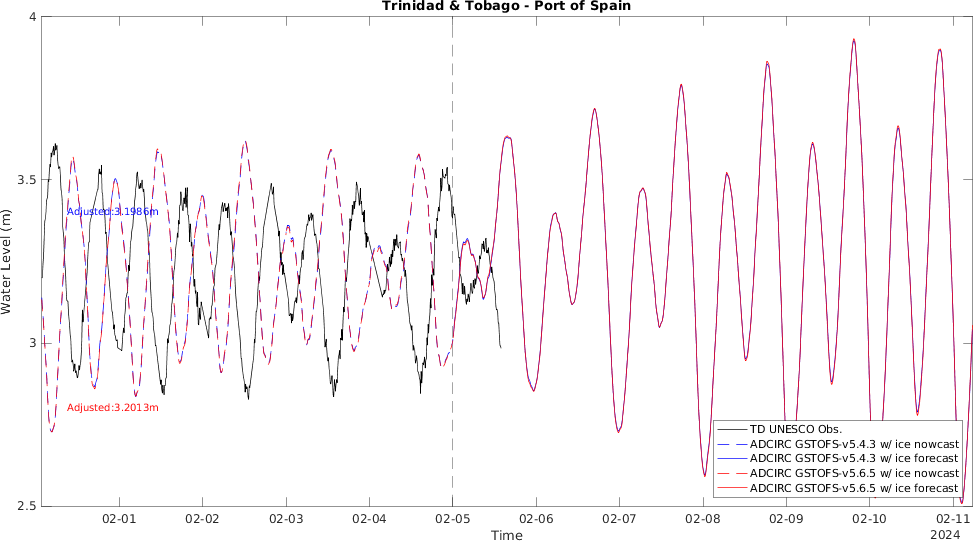 Trinidad & Tobago - Port of Spain
Water Level (m)
4
3.5
3
2.5
Adjusted:3.1986m
Adjusted:3.2013m
TD UNESCO Obs.
ADCIRC GSTOFS-v5.4.3 w/ ice nowcast
ADCIRC GSTOFS-v5.4.3 w/ ice forecast
ADCIRC GSTOFS-v5.6.5 w/ ice nowcast
ADCIRC GSTOFS-v5.6.5 w/ ice forecast
02-01 02-02 02-03 02-04 02-05 02-06 02-07 02-08 02-09 02-10 02-11
Time
2024